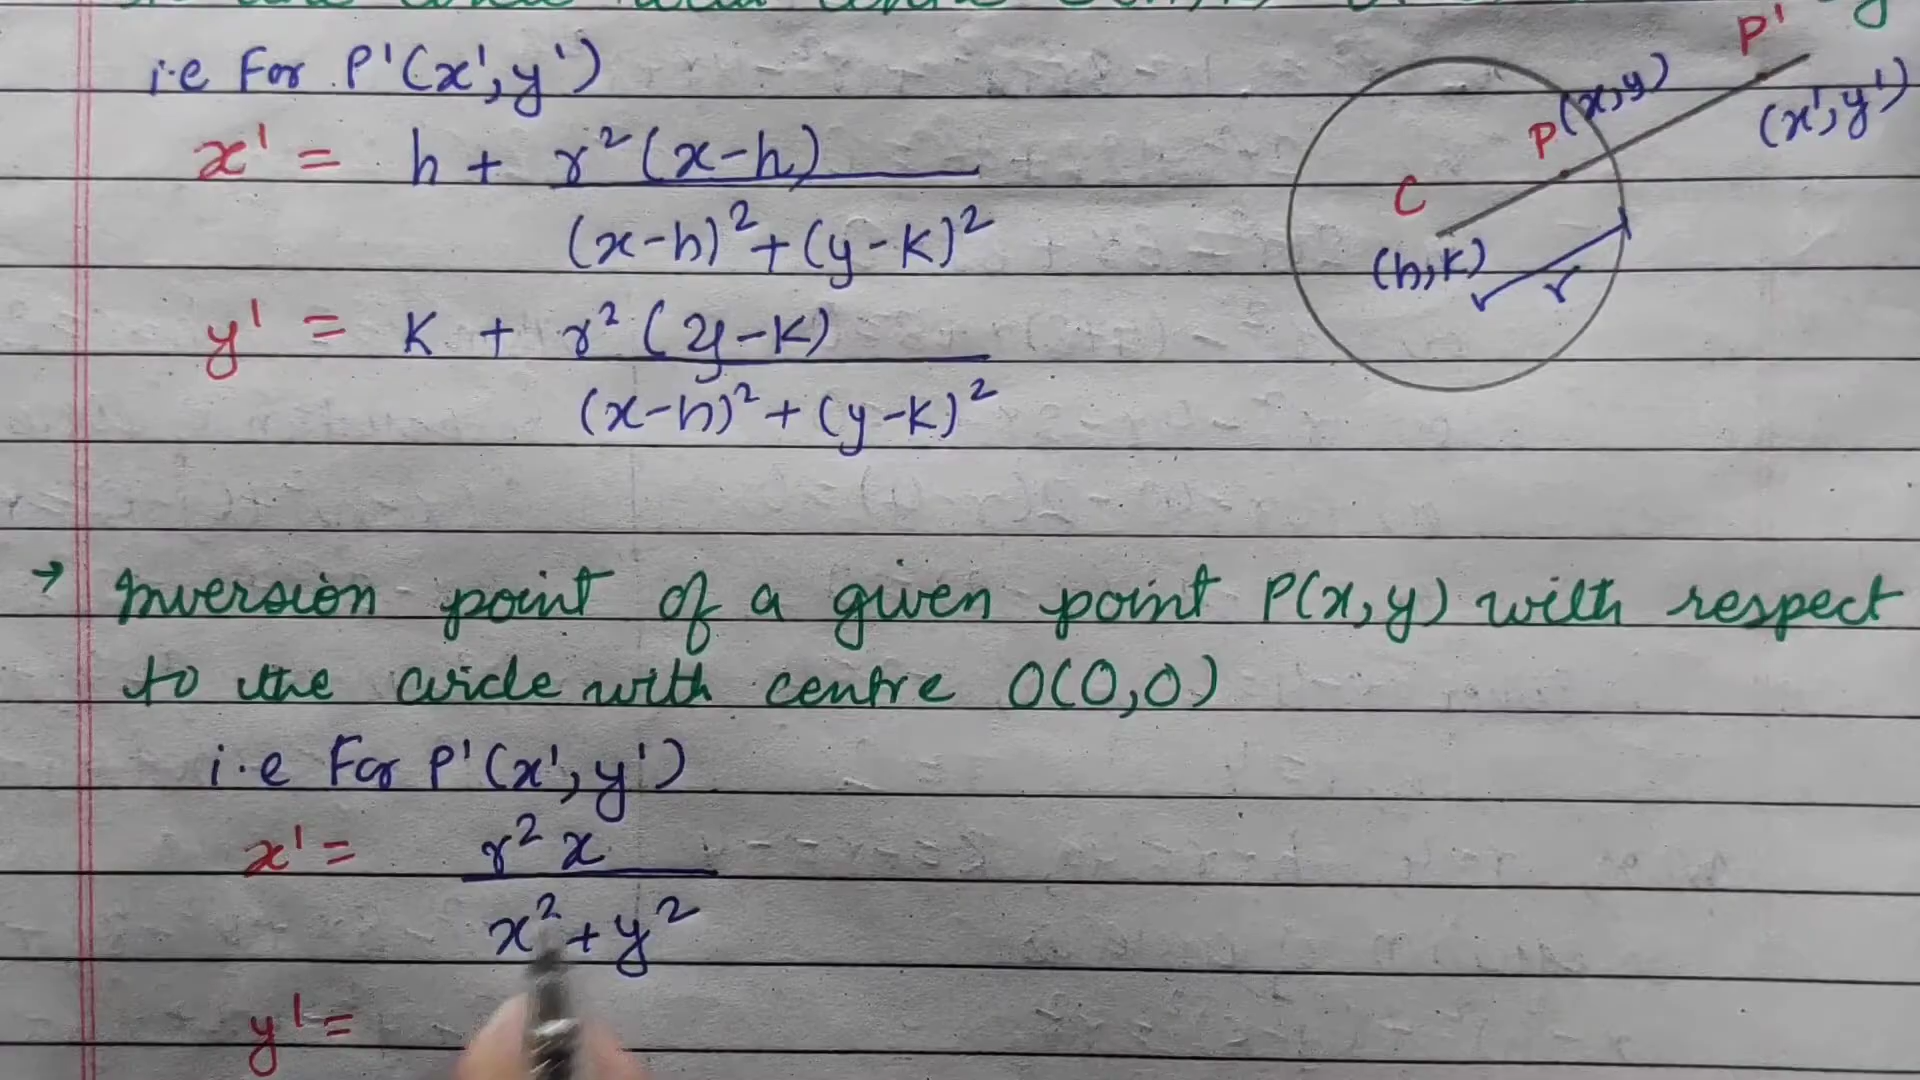 i.e For P'(x',y')
x' = h + r²(x-h)
(x-h)²+(y-k)²
y' = k + r²(y-k)
(x-h)²+(y-k)²
P'
(x,y)
(x',y')
P
C
(h,k)
r
→ Inversion point of a given point P(x,y) with respect
to the circle with centre O(0,0)
i.e For P'(x',y')
x' = r² x
x²+y²
y' =